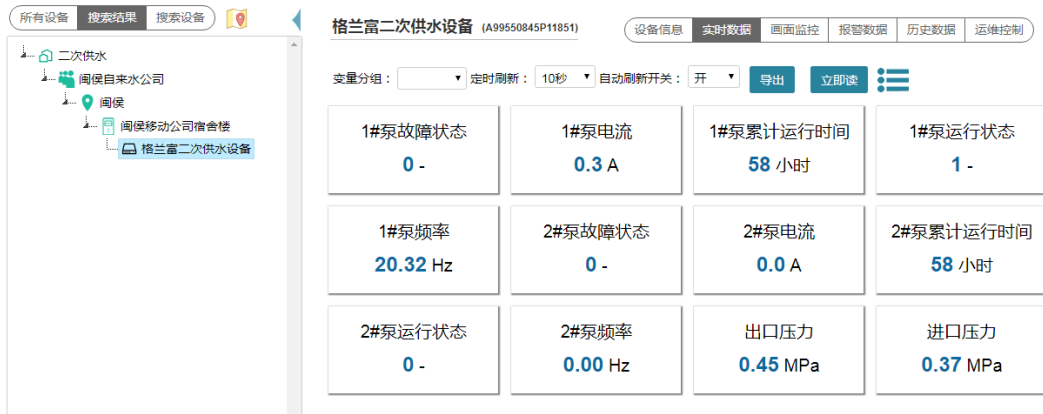 所有设备 搜索结果 搜索设备
二次供水
闽侯自来水公司
闽侯
闽侯移动公司宿舍楼
格兰富二次供水设备
格兰富二次供水设备 (A99550845P11851)
设备信息 实时数据 画面监控 报警数据 历史数据 运维控制
变量分组： 定时刷新： 10秒 自动刷新开关： 开 导出 立即读
1#泵故障状态 1#泵电流 1#泵累计运行时间 1#泵运行状态
0 - 0.3 A 58 小时 1 -
1#泵频率 2#泵故障状态 2#泵电流 2#泵累计运行时间
20.32 Hz 0 - 0.0 A 58 小时
2#泵运行状态 2#泵频率 出口压力 进口压力
0 - 0.00 Hz 0.45 MPa 0.37 MPa